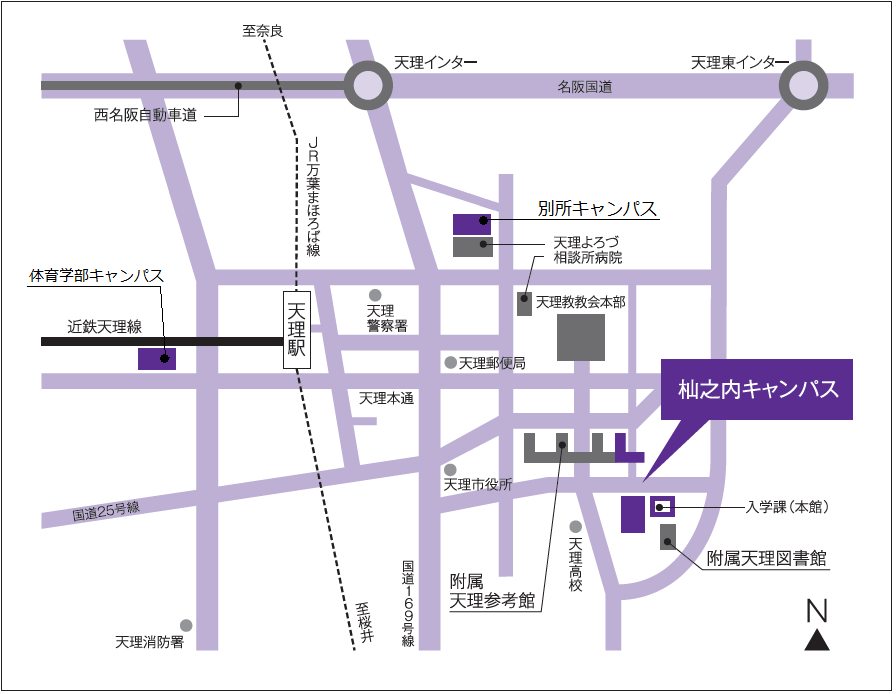 至奈良
天理インター
天理東インター
名阪国道
西名阪自動車道
JR万葉まほろば線
別所キャンパス
天理よろづ
相談所病院
体育学部キャンパス
天理
警察署
天理教教会本部
近鉄天理線
天理駅
天理郵便局
杣之内キャンパス
天理本通
天理市役所
国道25号線
入学課(本館)
附属天理図書館
天理高校
附属
天理参考館
国道169号線
至桜井
天理消防署
N